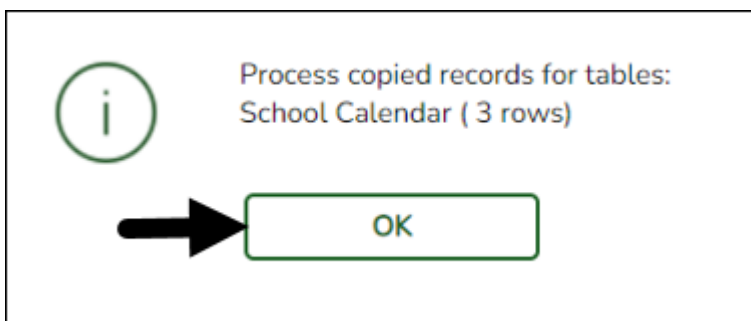 Process copied records for tables:
School Calendar ( 3 rows)
OK